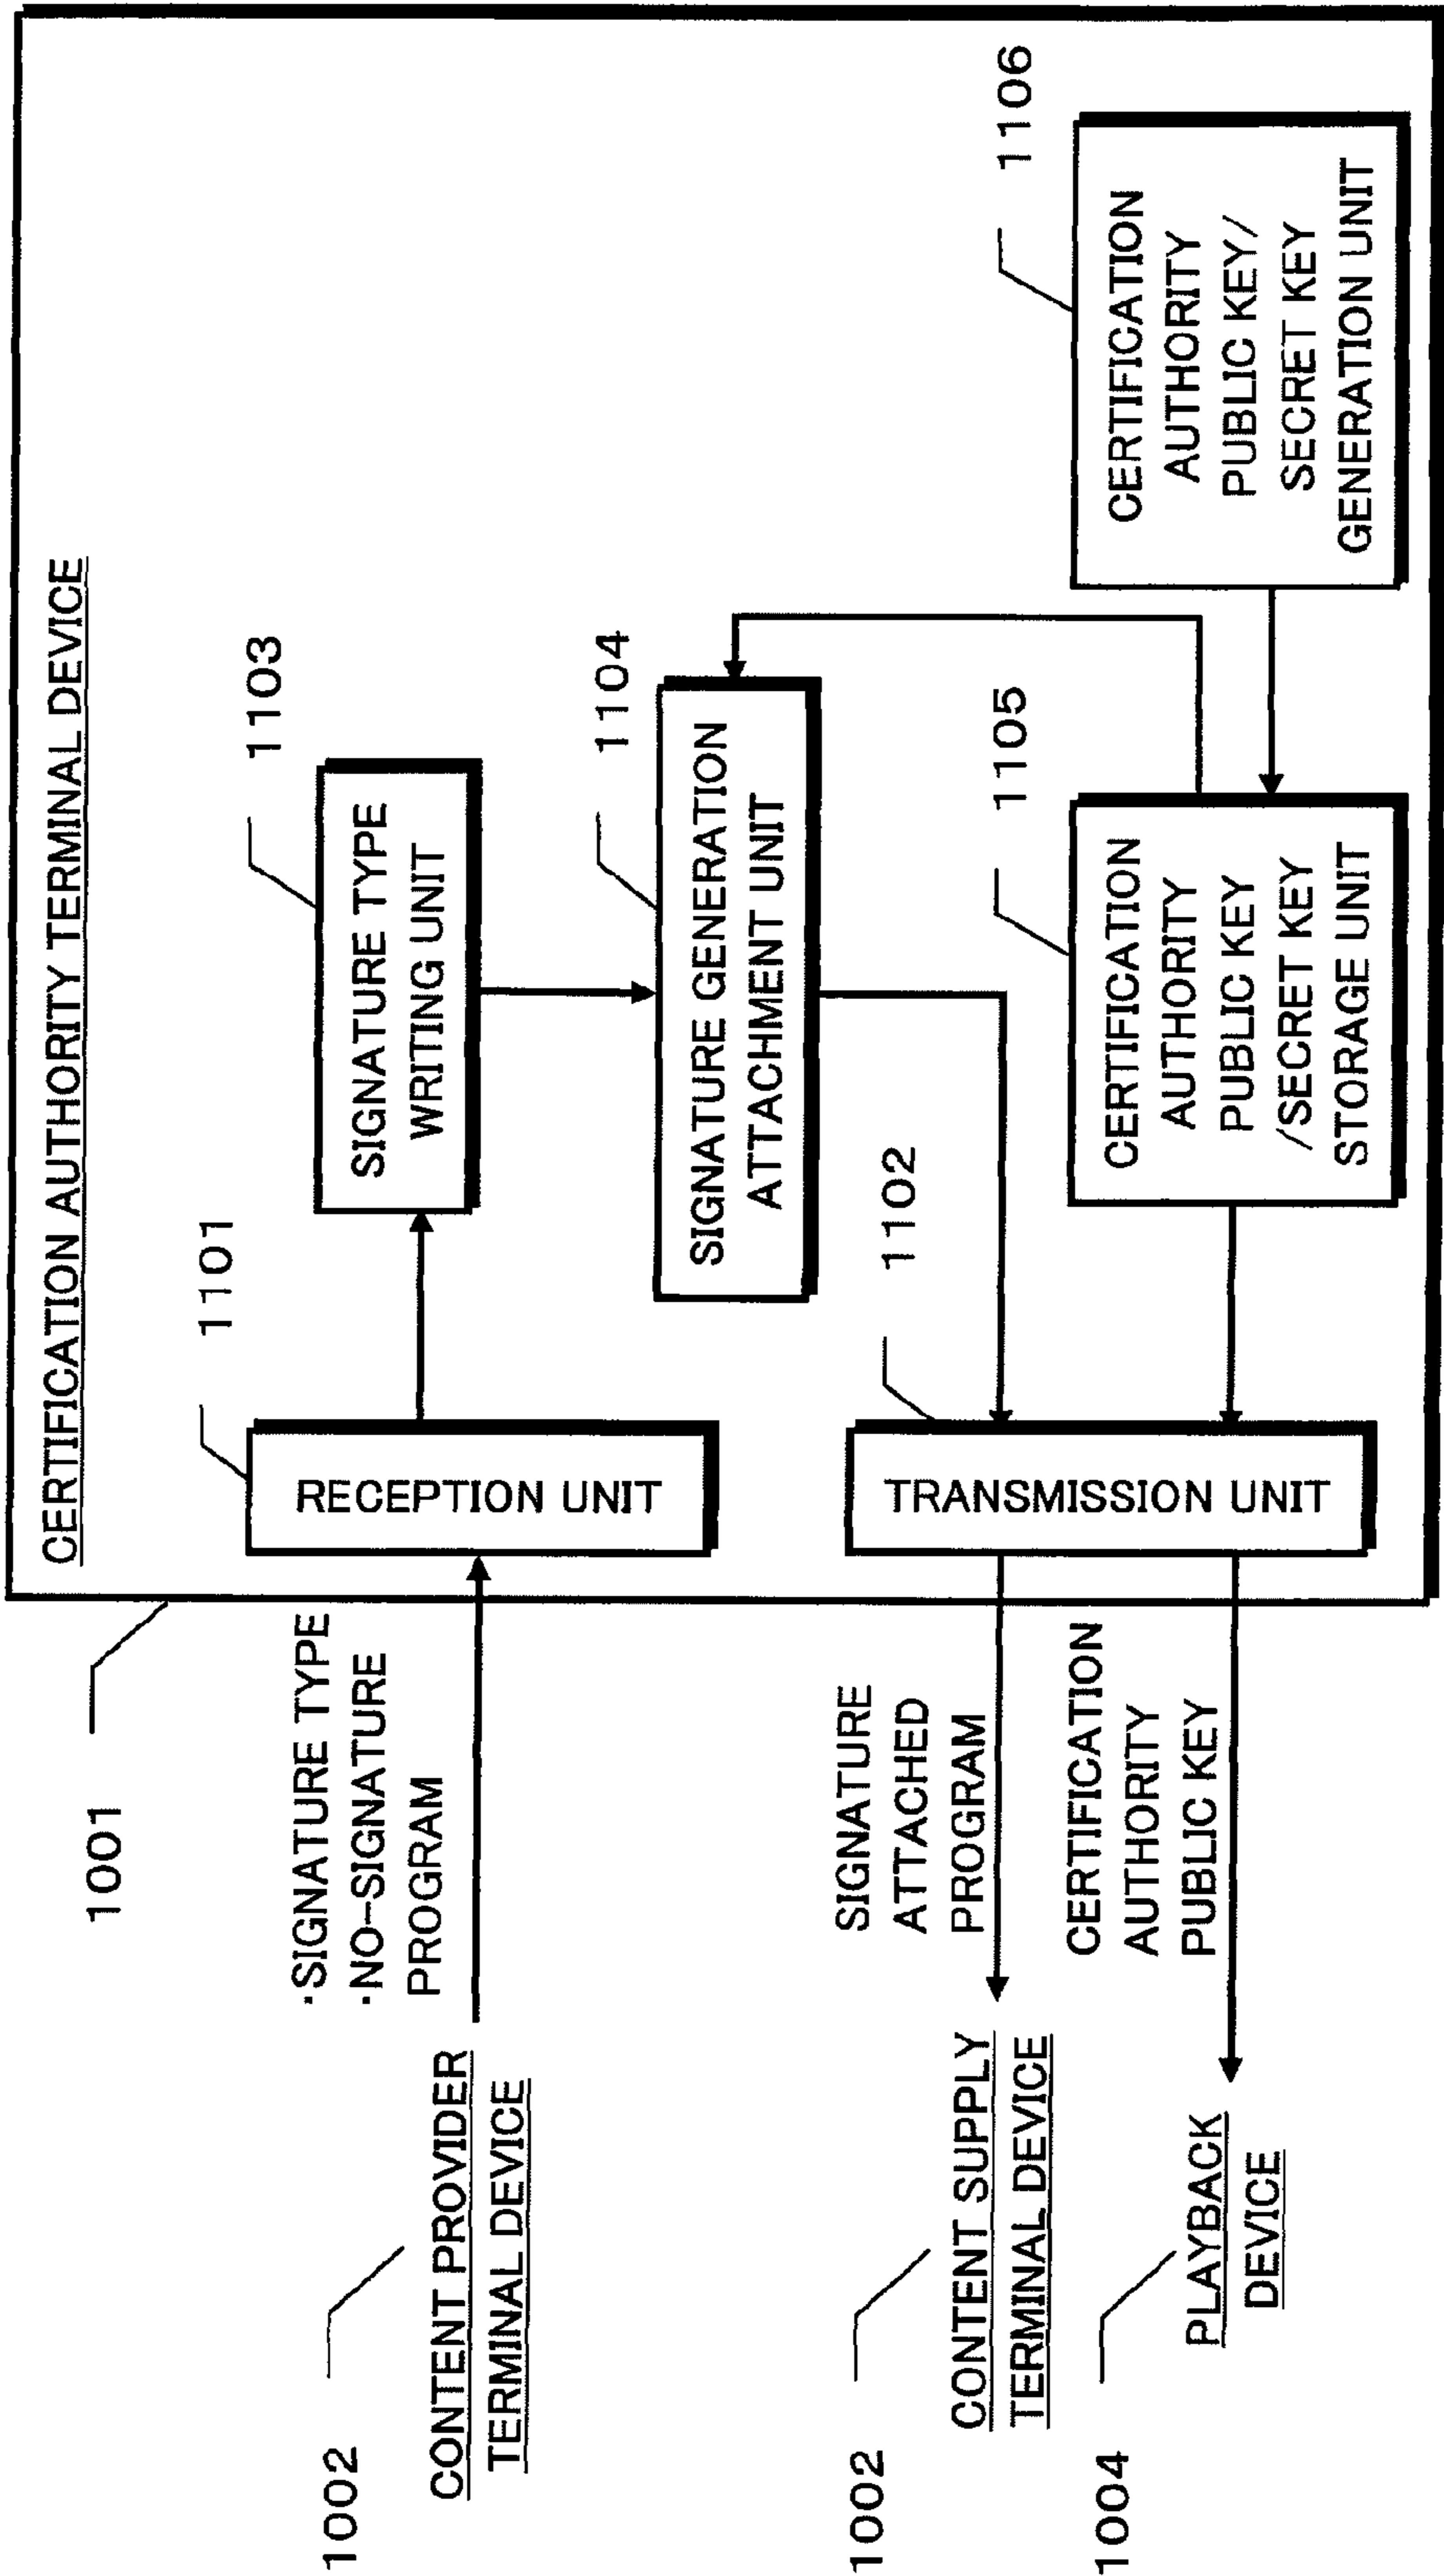 CERTIFICATION AUTHORITY TERMINAL DEVICE
1001
1002
CONTENT PROVIDER
TERMINAL DEVICE
·SIGNATURE TYPE
·NO-SIGNATURE
PROGRAM
1101
RECEPTION UNIT
1103
SIGNATURE TYPE
WRITING UNIT
1104
SIGNATURE GENERATION
ATTACHMENT UNIT
1002
CONTENT SUPPLY
TERMINAL DEVICE
SIGNATURE
ATTACHED
PROGRAM
1102
TRANSMISSION UNIT
1004
PLAYBACK
DEVICE
CERTIFICATION
AUTHORITY
PUBLIC KEY
1105
CERTIFICATION
AUTHORITY
PUBLIC KEY
/SECRET KEY
STORAGE UNIT
1106
CERTIFICATION
AUTHORITY
PUBLIC KEY/
SECRET KEY
GENERATION UNIT